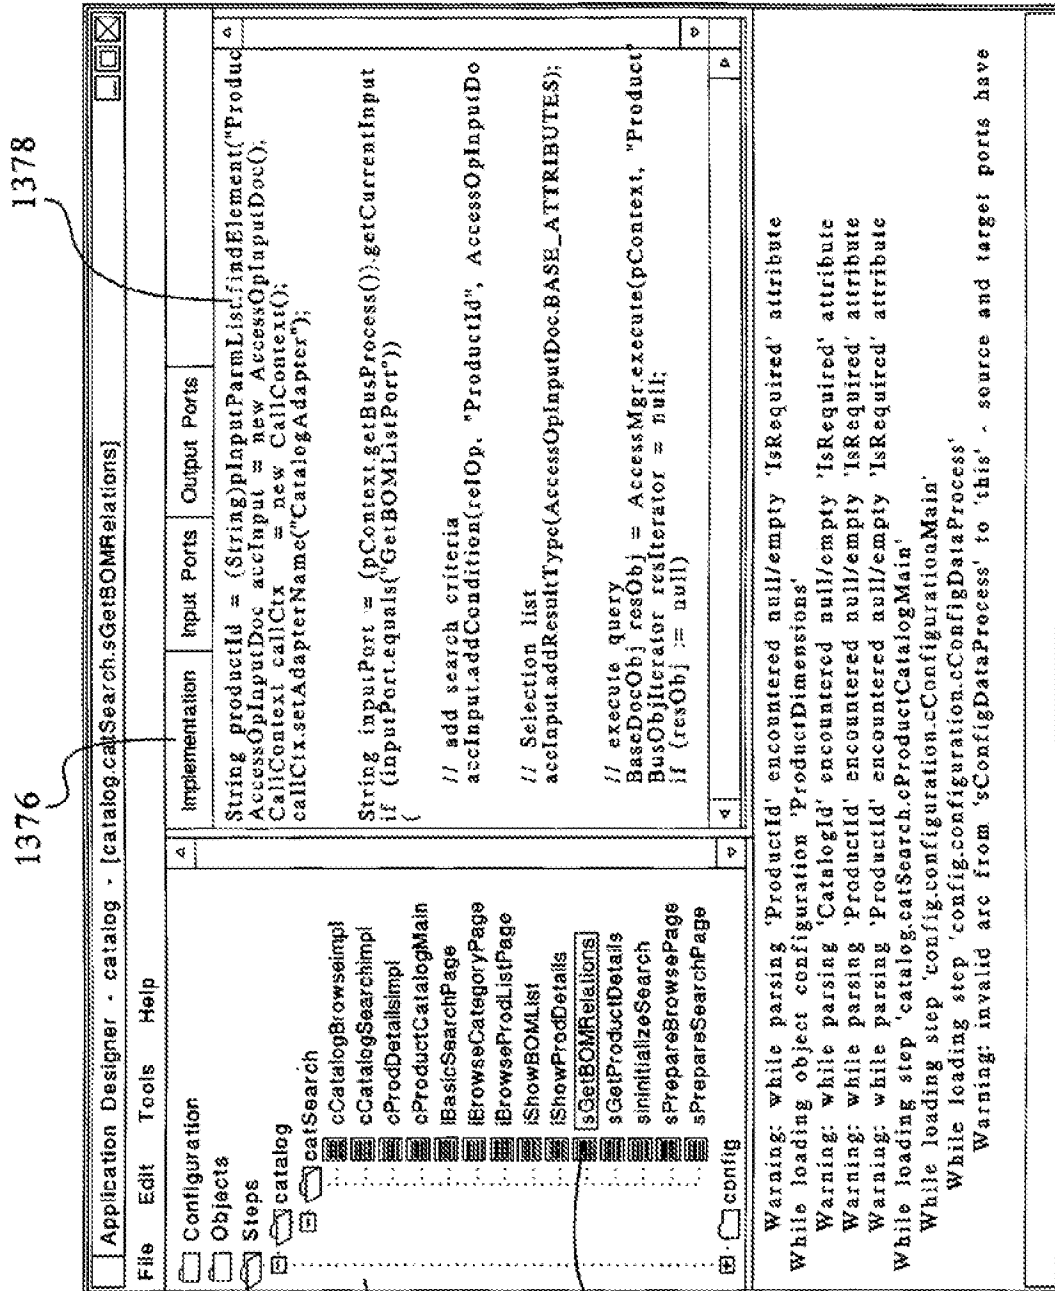 1376
1378
Application Designer - catalog - [catalog.catSearch.sGetBOMRelations]
File Edit Tools Help
Configuration
Objects
Steps
catalog
catSearch
cCatalogBrowseImpl
cCatalogSearchImpl
cProdDetailsImpl
cProductCatalogMain
iBasicSearchPage
iBrowseCategoryPage
iBrowseProdListPage
iShowBOMList
iShowProdDetails
sGetBOMRelations
sGetProductDetails
sInitializeSearch
sPrepareBrowsePage
sPrepareSearchPage
config
Implementation Input Ports Output Ports
String productId = (String)pInputParmList.findElement("Produc
AccessOpInputDoc accInput = new AccessOpInputDoc();
CallContext callCtx = new CallContext();
callCtx.setAdapterName("CatalogAdapter");
String inputPort = (pContext.getBusProcess()).getCurrentInput
if (inputPort.equals("GetBOMListPort"))
{
// add search criteria
accInput.addCondition(relOp. "ProductId", AccessOpInputDo
// Selection list
accInput.addResultType(AccessOpInputDoc.BASE_ATTRIBUTES);
// execute query
BaseDocObj resObj = AccessMgr.execute(pContext, "Product"
BusObjIterator resIterator = null;
if (resObj != null)
Warning: while parsing 'ProductId' encountered null/empty 'IsRequired' attribute
While loading object configuration 'ProductDimensions'
Warning: while parsing 'CatalogId' encountered null/empty 'IsRequired' attribute
Warning: while parsing 'ProductId' encountered null/empty 'IsRequired' attribute
Warning: while parsing 'ProductId' encountered null/empty 'IsRequired' attribute
While loading step 'catalog.catSearch.cProductCatalogMain'
While loading step 'config.configuration.cConfigurationMain'
While loading step 'config.configuration.cConfigDataProcess'
Warning: invalid arc from 'sConfigDataProcess' to 'this' - source and target ports have